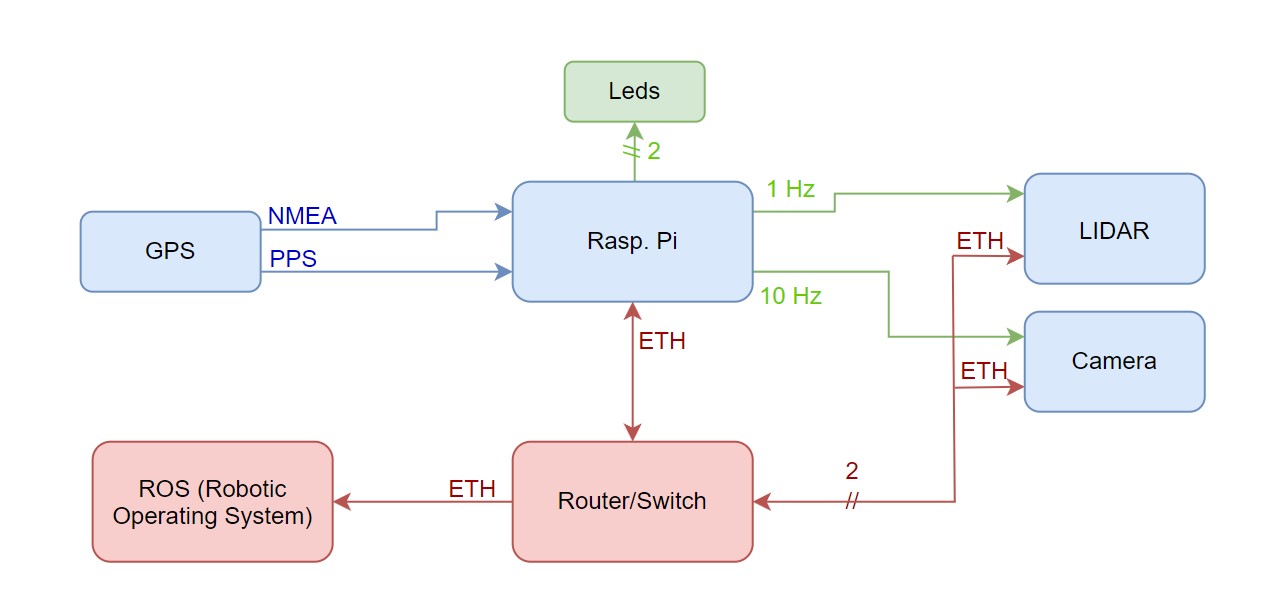 Leds
2
NMEA
1 Hz
GPS
PPS
Rasp. Pi
10 Hz
LIDAR
ETH
ETH
Camera
ETH
ROS (Robotic
Operating System)
ETH
Router/Switch
2